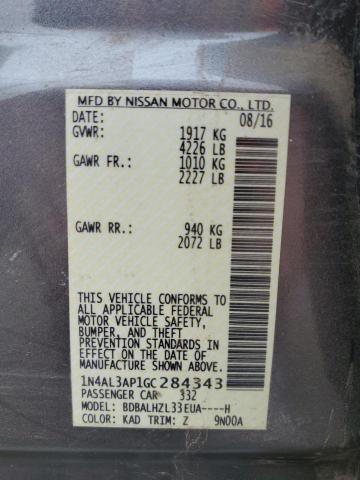 MFD BY NISSAN MOTOR CO., LTD.
DATE: 08/16
GVWR: 1917 KG
4226 LB
GAWR FR.: 1010 KG
2227 LB
GAWR RR.: 940 KG
2072 LB
THIS VEHICLE CONFORMS TO
ALL APPLICABLE FEDERAL
MOTOR VEHICLE SAFETY,
BUMPER, AND THEFT
PREVENTION STANDARDS
IN EFFECT ON THE DATE OF
MANUFACTURE SHOWN ABOVE.
1N4AL3AP1GC284343
PASSENGER CAR 332
MODEL: BDBALHZL33EUA----H
COLOR: KAD TRIM: Z 9N00A